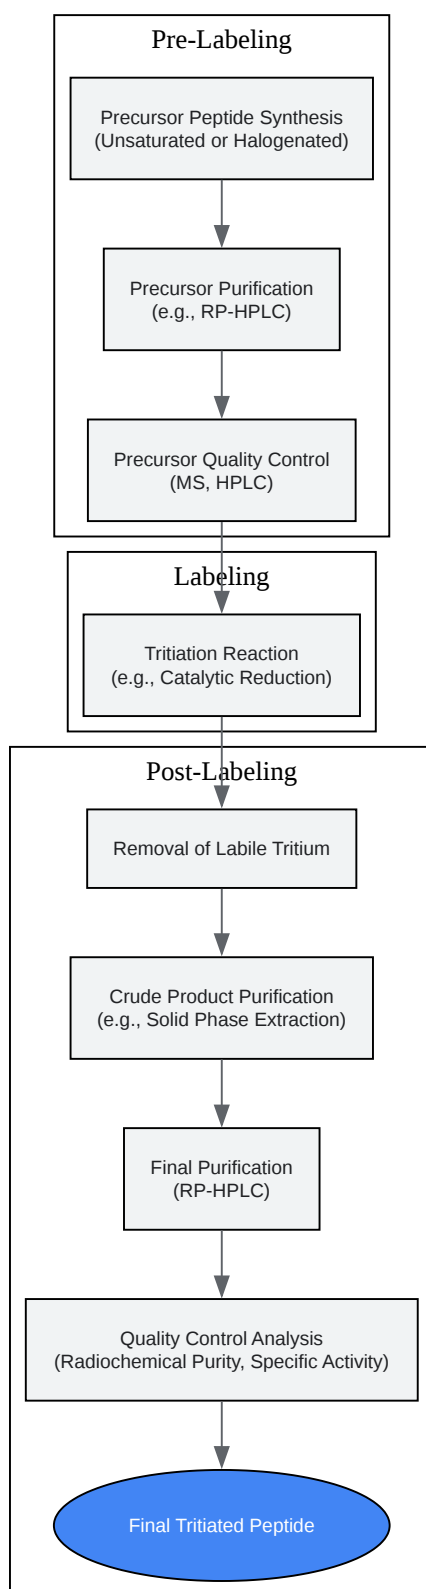 Pre-Labeling
Precursor Peptide Synthesis
(Unsaturated or Halogenated)
Precursor Purification
(e.g., RP-HPLC)
Precursor Quality Control
(MS, HPLC)
Labeling
Tritiation Reaction
(e.g., Catalytic Reduction)
Post-Labeling
Removal of Labile Tritium
Crude Product Purification
(e.g., Solid Phase Extraction)
Final Purification
(RP-HPLC)
Quality Control Analysis
(Radiochemical Purity, Specific Activity)
Final Tritiated Peptide